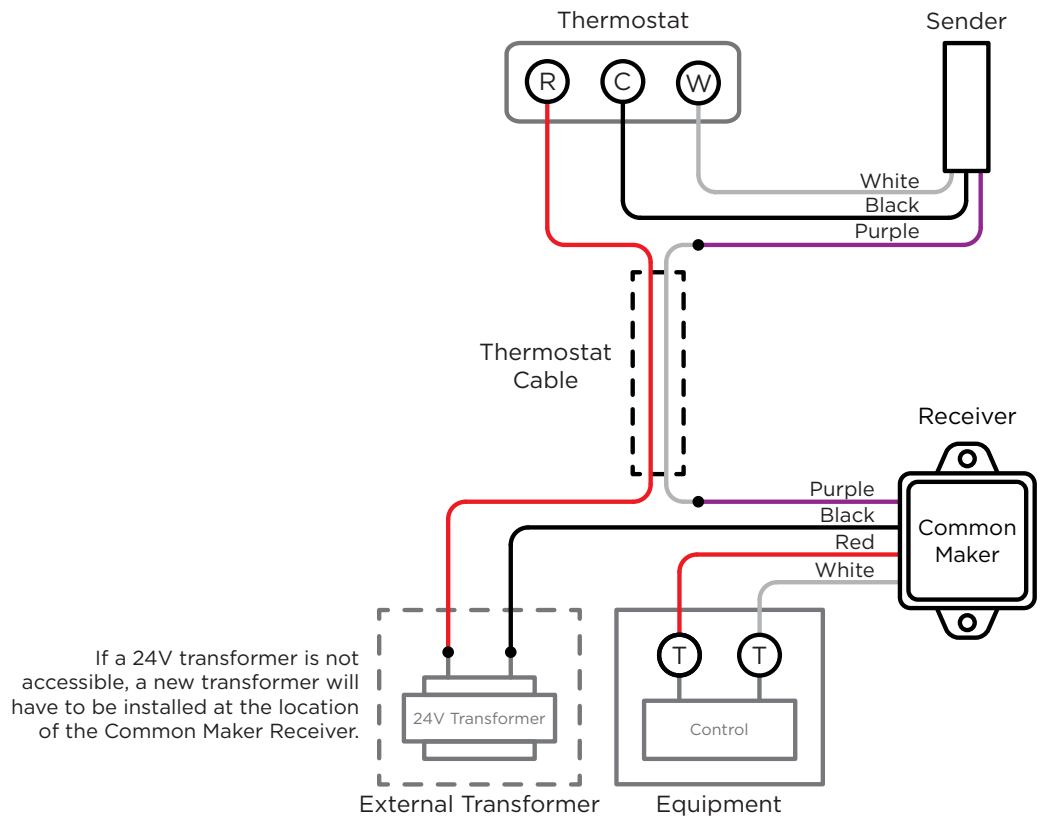 Thermostat
Sender
R
C
W
White
Black
Purple
Thermostat
Cable
Receiver
Purple
Black
Red
White
Common
Maker
If a 24V transformer is not
accessible, a new transformer will
have to be installed at the location
of the Common Maker Receiver.
T
T
24V Transformer
Control
External Transformer
Equipment